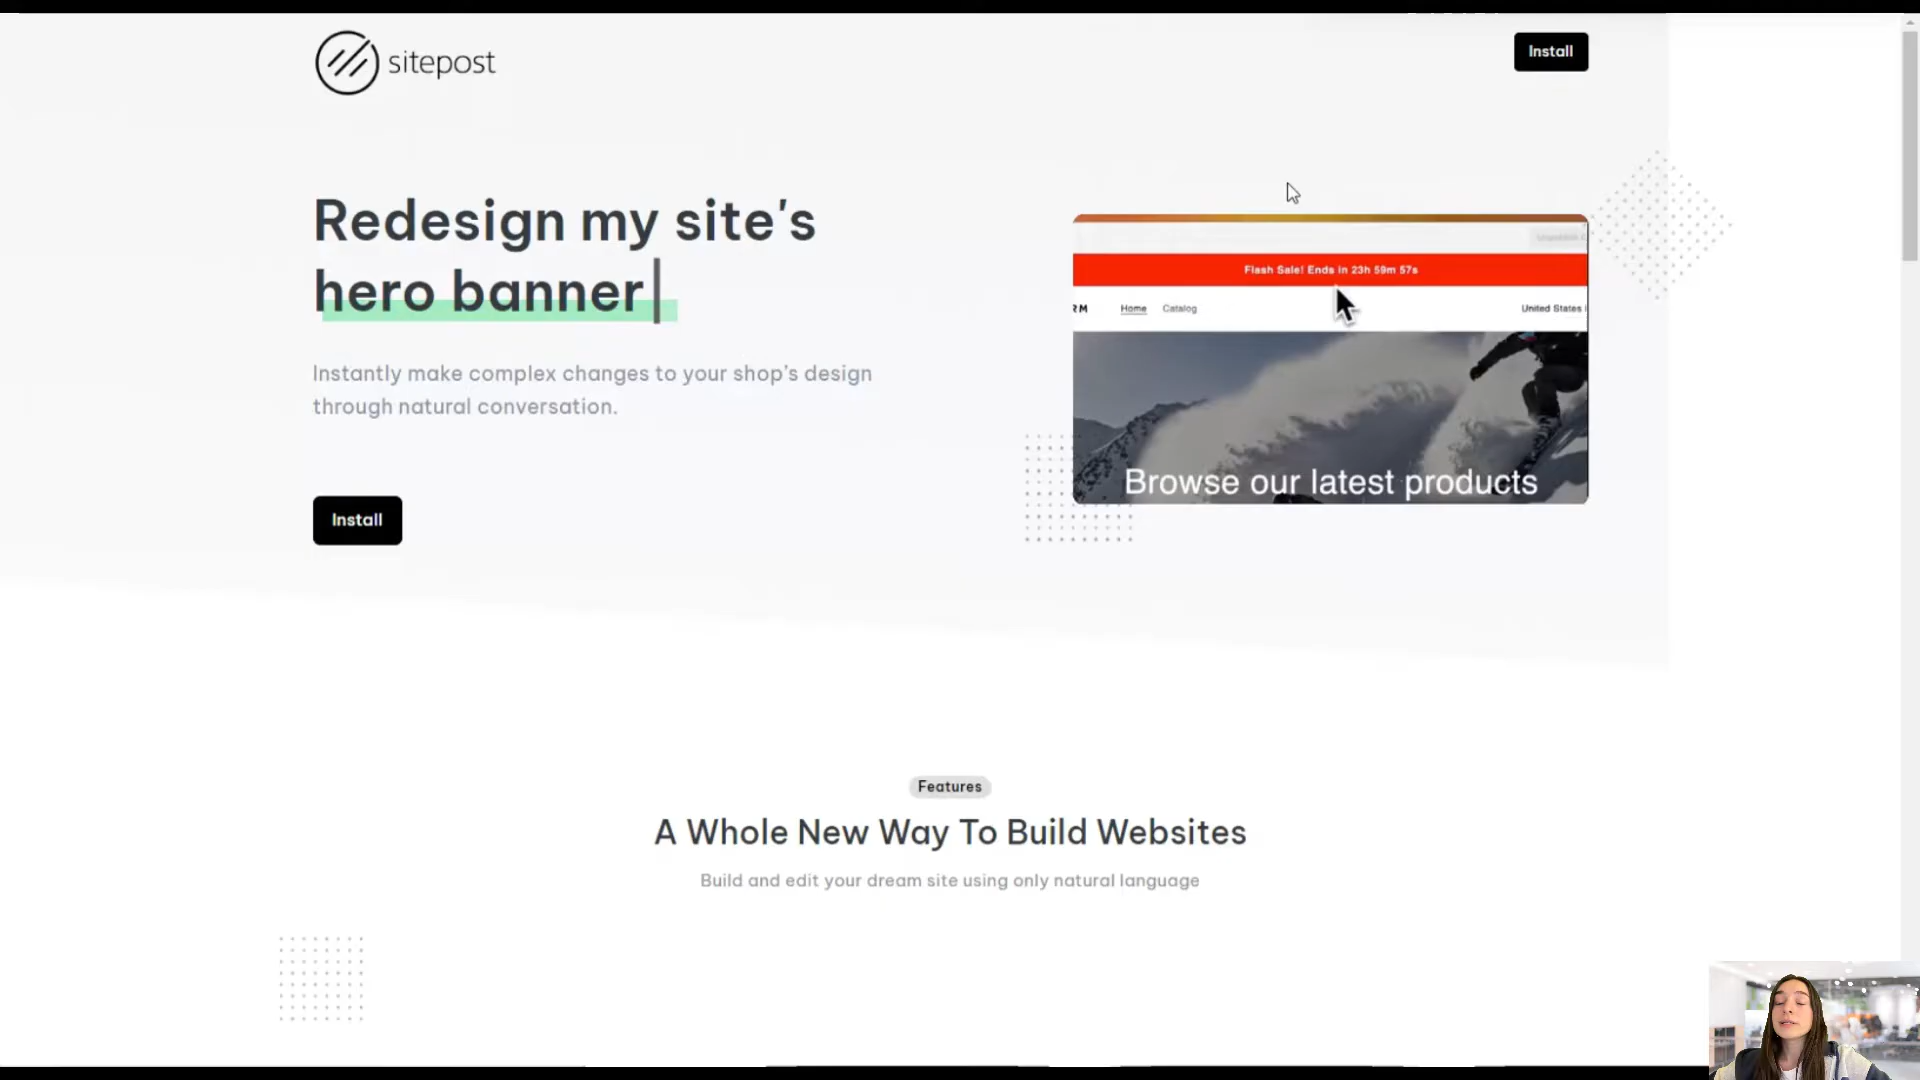 sitepost
Install
Redesign my site's
hero banner
Flash Sale! Ends in 23h 59m 57s
RM Home Catalog United States
Browse our latest products
Instantly make complex changes to your shop's design
through natural conversation.
Install
Features
A Whole New Way To Build Websites
Build and edit your dream site using only natural language